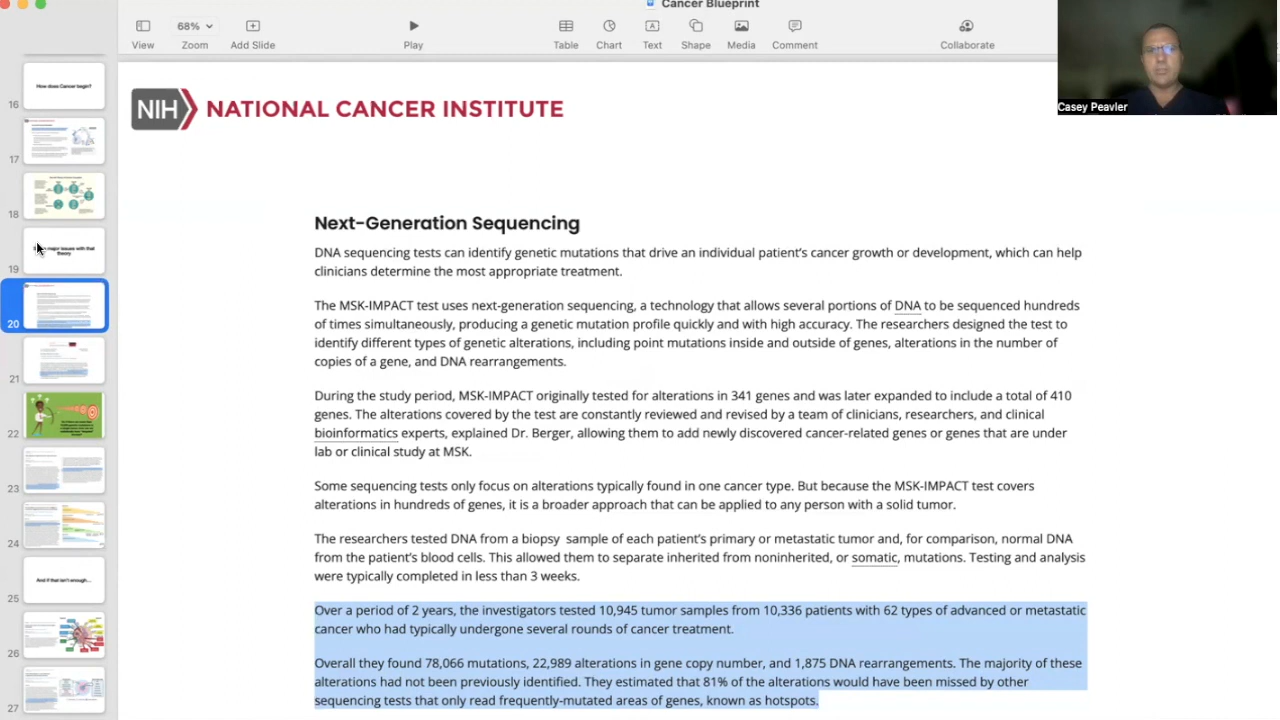 Cancer Blueprint
68%
View
Zoom
Add Slide
Play
Table
Chart
Text
Shape
Media
Comment
Collaborate
Casey Peavler
How does Cancer begin?
16
17
18
major issues with that
theory
19
20
21
22
23
24
And if that isn't enough...
25
26
27
NIH NATIONAL CANCER INSTITUTE
Next-Generation Sequencing
DNA sequencing tests can identify genetic mutations that drive an individual patient's cancer growth or development, which can help
clinicians determine the most appropriate treatment.
The MSK-IMPACT test uses next-generation sequencing, a technology that allows several portions of DNA to be sequenced hundreds
of times simultaneously, producing a genetic mutation profile quickly and with high accuracy. The researchers designed the test to
identify different types of genetic alterations, including point mutations inside and outside of genes, alterations in the number of
copies of a gene, and DNA rearrangements.
During the study period, MSK-IMPACT originally tested for alterations in 341 genes and was later expanded to include a total of 410
genes. The alterations covered by the test are constantly reviewed and revised by a team of clinicians, researchers, and clinical
bioinformatics experts, explained Dr. Berger, allowing them to add newly discovered cancer-related genes or genes that are under
lab or clinical study at MSK.
Some sequencing tests only focus on alterations typically found in one cancer type. But because the MSK-IMPACT test covers
alterations in hundreds of genes, it is a broader approach that can be applied to any person with a solid tumor.
The researchers tested DNA from a biopsy sample of each patient's primary or metastatic tumor and, for comparison, normal DNA
from the patient's blood cells. This allowed them to separate inherited from noninherited, or somatic, mutations. Testing and analysis
were typically completed in less than 3 weeks.
Over a period of 2 years, the investigators tested 10,945 tumor samples from 10,336 patients with 62 types of advanced or metastatic
cancer who had typically undergone several rounds of cancer treatment.
Overall they found 78,066 mutations, 22,989 alterations in gene copy number, and 1,875 DNA rearrangements. The majority of these
alterations had not been previously identified. They estimated that 81% of the alterations would have been missed by other
sequencing tests that only read frequently-mutated areas of genes, known as hotspots.